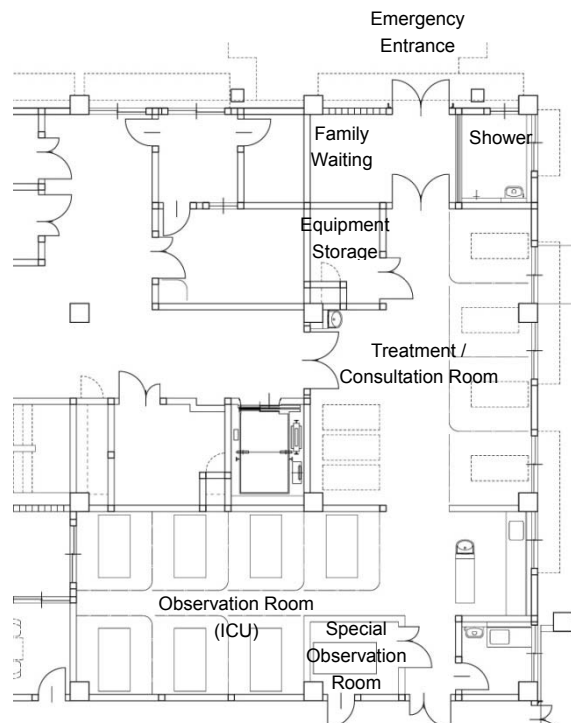 Emergency
Entrance
Family
Waiting
Shower
Equipment
Storage
Treatment /
Consultation Room
Observation Room
(ICU)
Special
Observation
Room